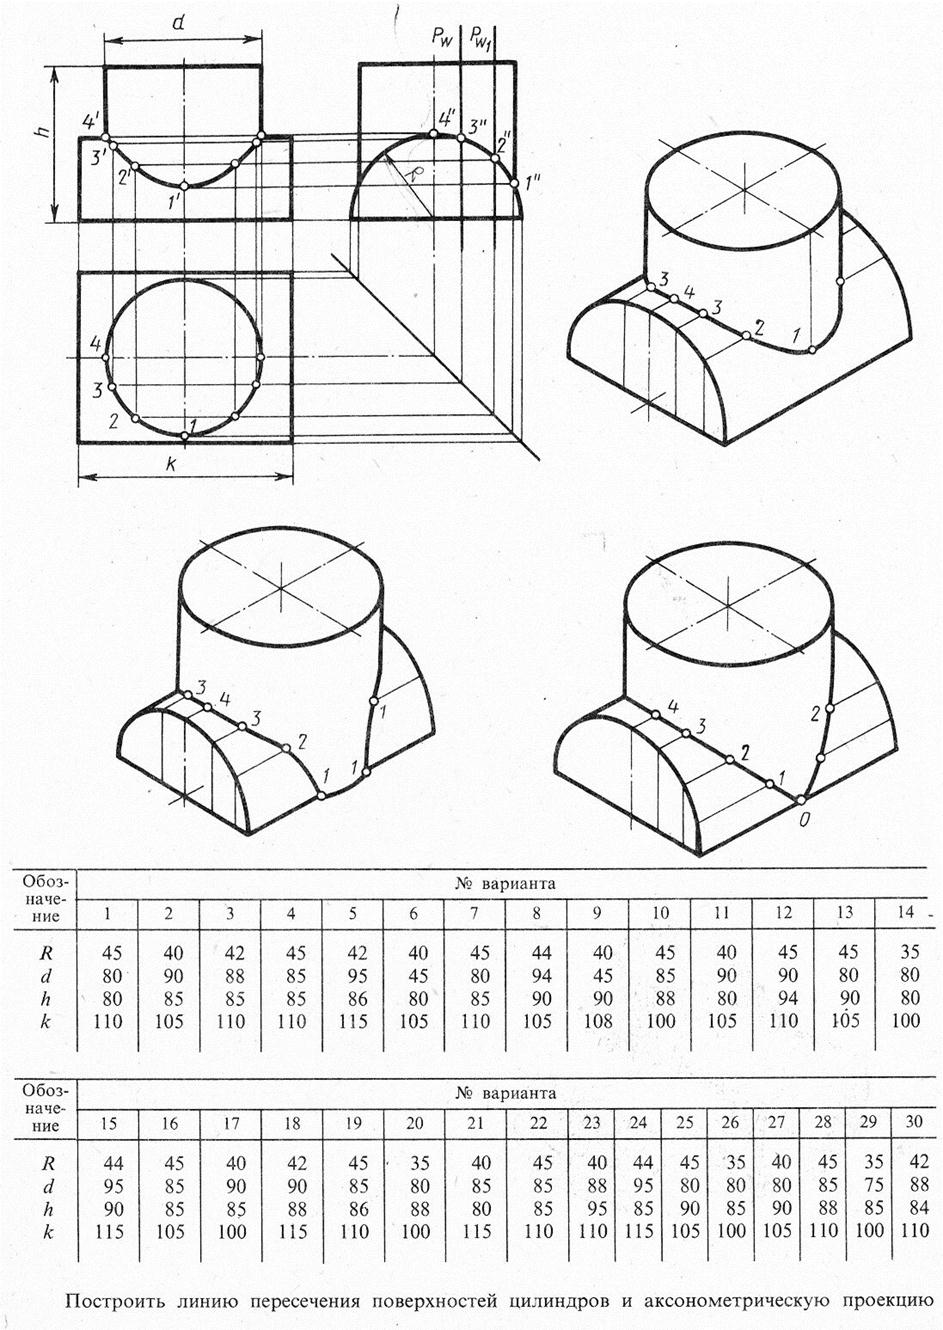 d
P_W P_W1
h
4' 3' 2' 1'
4" 3" 2" 1"
R
4 3 2 1
k
3 4 3 2 1
3 4 3 2 1 1 1
4 3 2 1 0 2
Обоз-
наче-
ние
№ варианта
1 2 3 4 5 6 7 8 9 10 11 12 13 14
R 45 40 42 45 42 40 45 44 40 45 40 45 45 35
d 80 90 88 85 95 45 80 94 45 85 90 90 80 80
h 80 85 85 85 86 80 85 90 90 88 80 94 90 80
k 110 105 110 110 115 105 110 105 108 100 105 110 105 100
Обоз-
наче-
ние
№ варианта
15 16 17 18 19 20 21 22 23 24 25 26 27 28 29 30
R 44 45 40 42 45 35 40 45 40 44 45 35 40 45 35 42
d 95 85 90 90 85 80 85 85 88 95 80 80 80 85 75 88
h 90 85 85 88 86 88 80 85 95 85 90 85 90 88 85 84
k 115 105 100 115 110 100 115 110 110 115 105 100 105 110 100 110
Построить линию пересечения поверхностей цилиндров и аксонометрическую проекцию